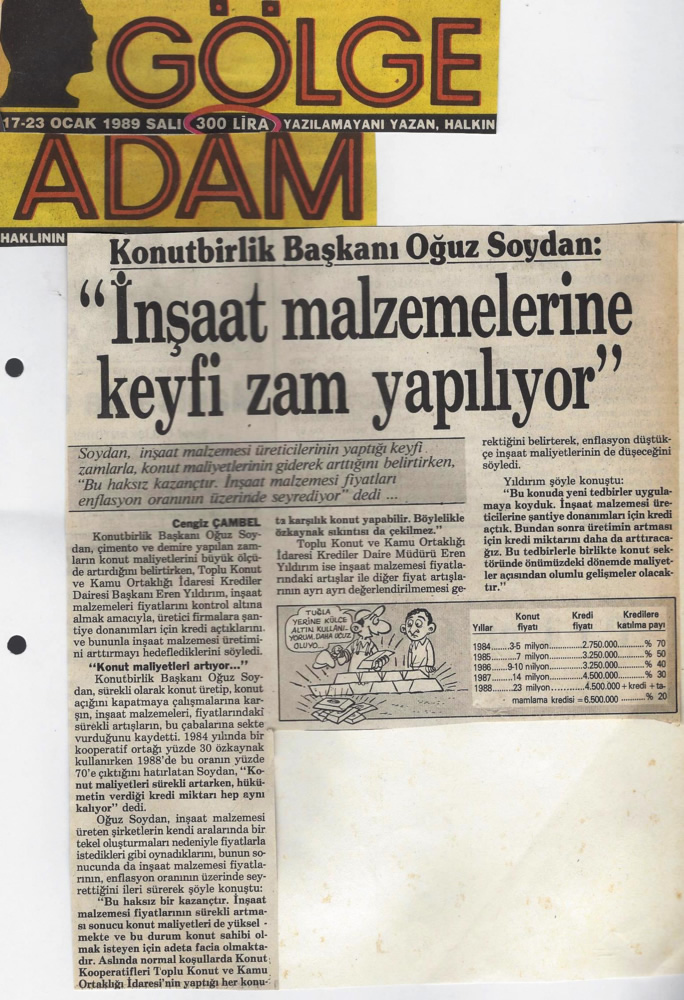 GÖLGE
17-23 OCAK 1989 SALI 300 LİRA YAZILAMAYANI YAZAN, HALKIN
ADAM
HAKLININ
Konutbirlik Başkanı Oğuz Soydan:
“İnşaat malzemelerine
keyfi zam yapılıyor”
Soydan, inşaat malzemesi üreticilerinin yaptığı keyfi
zamlarla, konut maliyetlerinin giderek arttığını belirtirken,
“Bu haksız kazançtır. İnşaat malzemesi fiyatları
enflasyon oranının üzerinde seyrediyor” dedi ...
Cengiz ÇAMBEL
Konutbirlik Başkanı Oğuz Soy-
dan, çimento ve demire yapılan zam-
ların konut maliyetlerini büyük ölçü-
de artırdığını belirtirken, Toplu Konut
ve Kamu Ortaklığı İdaresi Krediler
Dairesi Başkanı Eren Yıldırım, inşaat
malzemeleri fiyatlarını kontrol altına
almak amacıyla, üretici firmalara şan-
tiye donanımları için kredi açtıklarını
ve bununla inşaat malzemesi üretimi-
ni arttırmayı hedeflediklerini söyledi.
“Konut maliyetleri artıyor...”
Konutbirlik Başkanı Oğuz Soy-
dan, sürekli olarak konut üretip, konut
açığını kapatmaya çalışmalarına kar-
şın, inşaat malzemeleri, fiyatlarındaki
sürekli artışların, bu çabalarına sekte
vurduğunu kaydetti. 1984 yılında bir
kooperatif ortağı yüzde 30 özkaynak
kullanırken 1988’de bu oranın yüzde
70’e çıktığını hatırlatan Soydan, “Ko-
nut maliyetleri sürekli artarken, hükü-
metin verdiği kredi miktarı hep aynı
kalıyor” dedi.
Oğuz Soydan, inşaat malzemesi
üreten şirketlerin kendi aralarında bir
tekel oluşturmaları nedeniyle fiyatlarla
istedikleri gibi oynadıklarını, bunun so-
nucunda da inşaat malzemesi fiyatla-
rının, enflasyon oranının üzerinde sey-
rettiğini ileri sürerek şöyle konuştu:
“Bu haksız bir kazançtır. İnşaat
malzemesi fiyatlarının sürekli artma-
sı sonucu konut maliyetleri de yüksel -
mekte ve bu durum konut sahibi ol-
mak isteyen için adeta facia olmakta-
dır. Aslında normal koşullarda Konut
Kooperatifleri Toplu Konut ve Kamu
Ortaklığı İdaresi’nin yaptığı her konu-
ta karşılık konut yapabilir. Böylelikle
özkaynak sıkıntısı da çekilmez.”
Toplu Konut ve Kamu Ortaklığı
İdaresi Krediler Daire Müdürü Eren
Yıldırım ise inşaat malzemesi fiyatla-
rındaki artışlar ile diğer fiyat artışla-
rının ayrı ayrı değerlendirilmemesi ge-
rektiğini belirterek, enflasyon düştük-
çe inşaat maliyetlerinin de düşeceğini
söyledi.
Yıldırım şöyle konuştu:
“Bu konuda yeni tedbirler uygula-
maya koyduk. İnşaat malzemesi üre-
ticilerine şantiye donanımları için kredi
açtık. Bundan sonra üretimin artması
için kredi miktarını daha da arttıraca-
ğız. Bu tedbirlerle birlikte konut sek-
töründe önümüzdeki dönemde maliyet-
ler açısından olumlu gelişmeler olacak-
tır.”
TUĞLA
YERİNE KÜLÇE
ALTIN KULLANI-
YORUM. DAHA UCUZ
OLUYO...
Yıllar Konut fiyatı Kredi fiyatı Kredilere katılma payı
1984.......3-5 milyon..............2.750.000..........% 70
1985.........7 milyon..............3.250.000..........% 50
1986.....9-10 milyon..............3.250.000..........% 40
1987.......14 milyon..............4.500.000..........% 30
1988.......23 milyon..............4.500.000 + kredi + ta-
mamlama kredisi = 6.500.000 ..........% 20